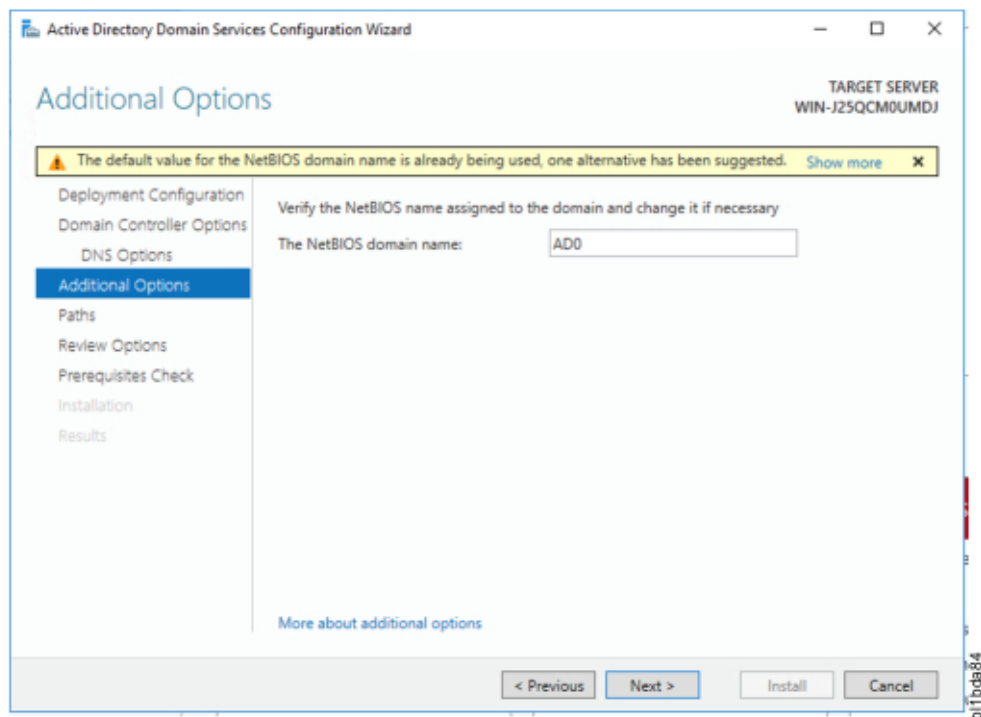 Active Directory Domain Services Configuration Wizard
Additional Options
TARGET SERVER
WIN-J25QCM0UMDJ
The default value for the NetBIOS domain name is already being used, one alternative has been suggested. Show more
Deployment Configuration
Domain Controller Options
DNS Options
Additional Options
Paths
Review Options
Prerequisites Check
Installation
Results
Verify the NetBIOS name assigned to the domain and change it if necessary
The NetBIOS domain name: AD0
More about additional options
< Previous
Next >
Install
Cancel